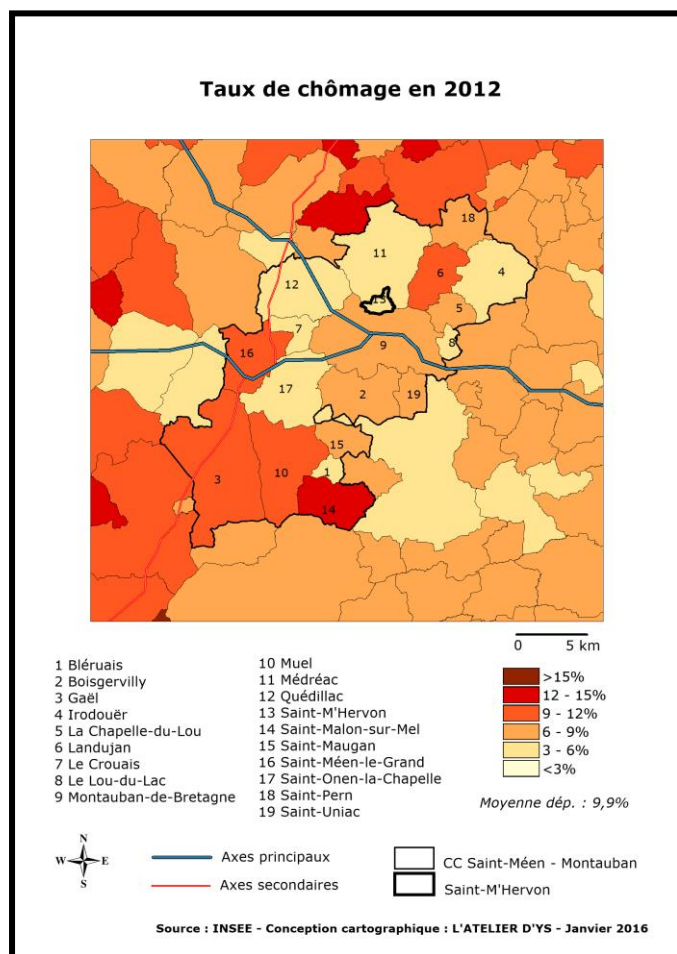 Taux de chômage en 2012
18
11
4
6
12
13
5
7
9
8
16
17
2
19
15
3
10
1
14
0 5 km
1 Bléruais
2 Boisgervilly
3 Gaël
4 Irodouër
5 La Chapelle-du-Lou
6 Landujan
7 Le Crouais
8 Le Lou-du-Lac
9 Montauban-de-Bretagne
10 Muel
11 Médréac
12 Quédillac
13 Saint-M'Hervon
14 Saint-Malon-sur-Mel
15 Saint-Maugan
16 Saint-Méen-le-Grand
17 Saint-Onen-la-Chapelle
18 Saint-Pern
19 Saint-Uniac
>15%
12 - 15%
9 - 12%
6 - 9%
3 - 6%
<3%
Moyenne dép. : 9,9%
N
W E
S
Axes principaux
Axes secondaires
CC Saint-Méen - Montauban
Saint-M'Hervon
Source : INSEE - Conception cartographique : L'ATELIER D'YS - Janvier 2016